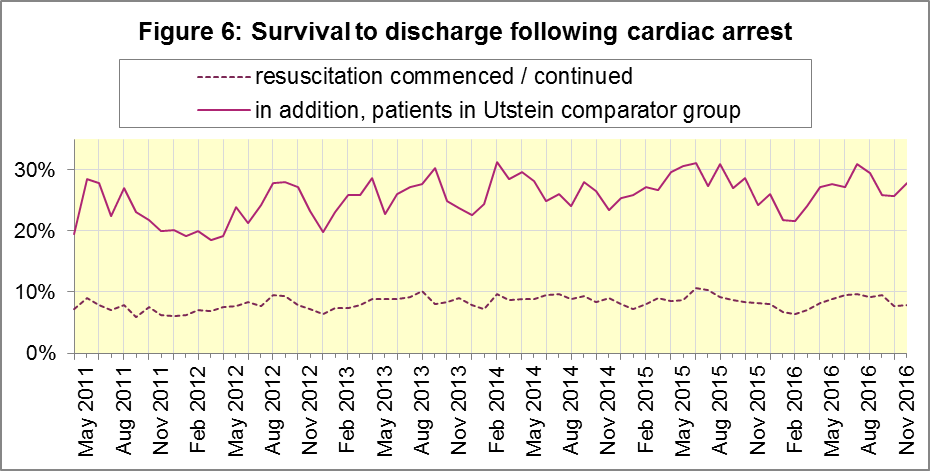 Figure 6: Survival to discharge following cardiac arrest
resuscitation commenced / continued
in addition, patients in Utstein comparator group
30%
20%
10%
0%
May 2011
Aug 2011
Nov 2011
Feb 2012
May 2012
Aug 2012
Nov 2012
Feb 2013
May 2013
Aug 2013
Nov 2013
Feb 2014
May 2014
Aug 2014
Nov 2014
Feb 2015
May 2015
Aug 2015
Nov 2015
Feb 2016
May 2016
Aug 2016
Nov 2016